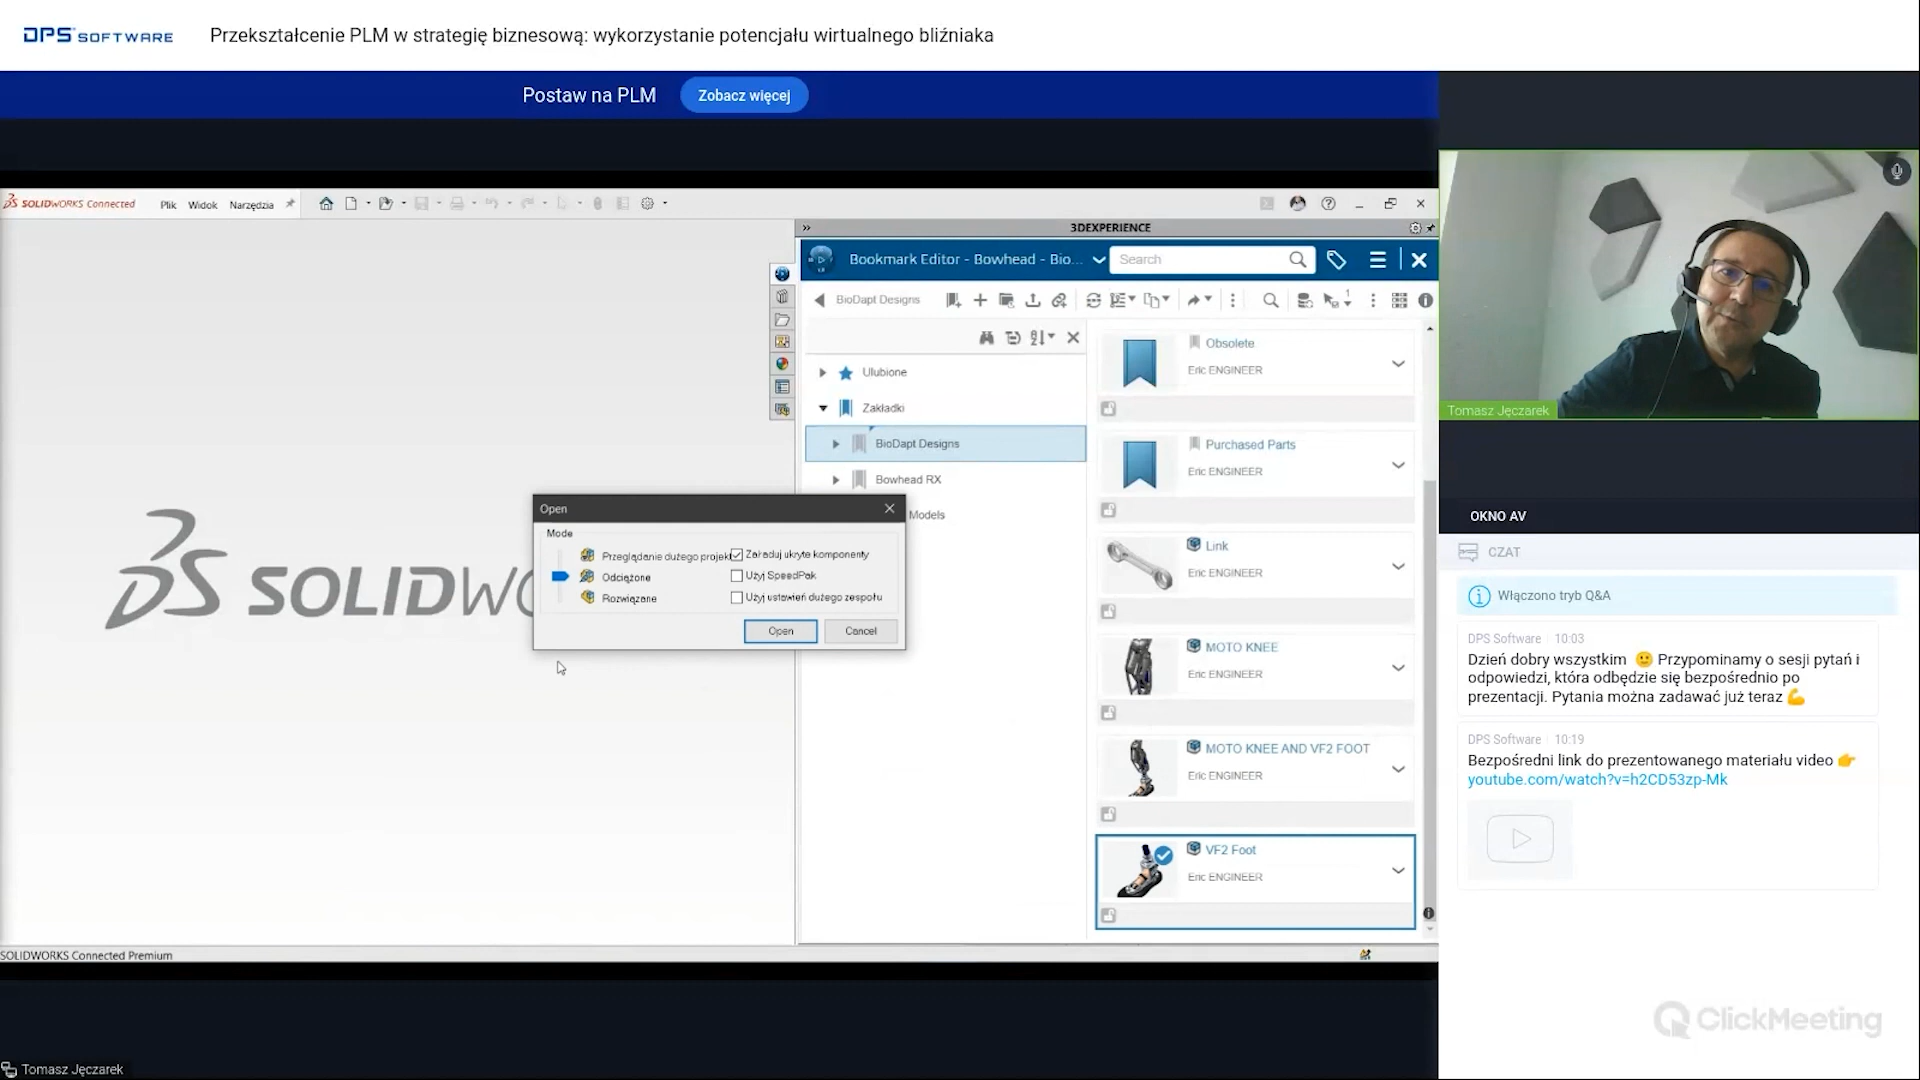 DPS SOFTWARE
Przekształcenie PLM w strategię biznesową: wykorzystanie potencjału wirtualnego bliźniaka
Postaw na PLM
Zobacz więcej
SOLIDWORKS Connected
Plik Widok Narzędzia
3DEXPERIENCE
Bookmark Editor - Bowhead - Bio...
Search
BioDapt Designs
Ulubione
Zakładki
BioDapt Designs
Bowhead RX
Models
Obsolete
Eric ENGINEER
Purchased Parts
Eric ENGINEER
Link
Eric ENGINEER
MOTO KNEE
Eric ENGINEER
MOTO KNEE AND VF2 FOOT
Eric ENGINEER
VF2 Foot
Eric ENGINEER
SOLIDWO
Open
Mode
Przeglądanie dużego projekt
Odciążone
Rozwiązane
Załaduj ukryte komponenty
Użyj SpeedPak
Użyj ustawień dużego zespołu
Open
Cancel
SOLIDWORKS Connected Premium
Tomasz Jęczarek
Tomasz Jęczarek
OKNO AV
CZAT
Włączono tryb Q&A
DPS Software 10:03
Dzień dobry wszystkim 🙂 Przypominamy o sesji pytań i
odpowiedzi, która odbędzie się bezpośrednio po
prezentacji. Pytania można zadawać już teraz 💪
DPS Software 10:19
Bezpośredni link do prezentowanego materiału video 👉
youtube.com/watch?v=h2CD53zp-Mk
ClickMeeting